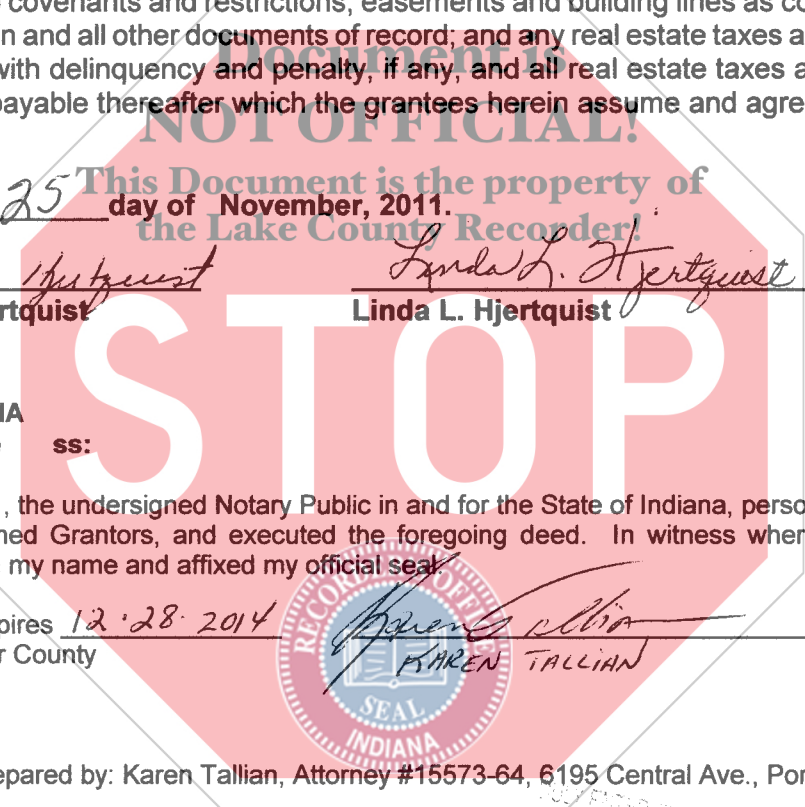 covenants and restrictions, easements and building lines as co
n and all other documents of record; and any real estate taxes a
with delinquency and penalty, if any, and all real estate taxes a
payable thereafter which the grantees herein assume and agre
Document is
NOT OFFICIAL!
This Document is the property of
the Lake County Recorder!
25 day of November, 2011.
Hjertquist Linda L. Hjertquist
rtquist Linda L. Hjertquist
STOP
IA
ss:
, the undersigned Notary Public in and for the State of Indiana, perso
ned Grantors, and executed the foregoing deed. In witness wher
my name and affixed my official seal.
pires 12·28·2014 Karen Tallian
r County KAREN TALLIAN
SEAL
INDIANA
epared by: Karen Tallian, Attorney #15573-64, 6195 Central Ave., Por